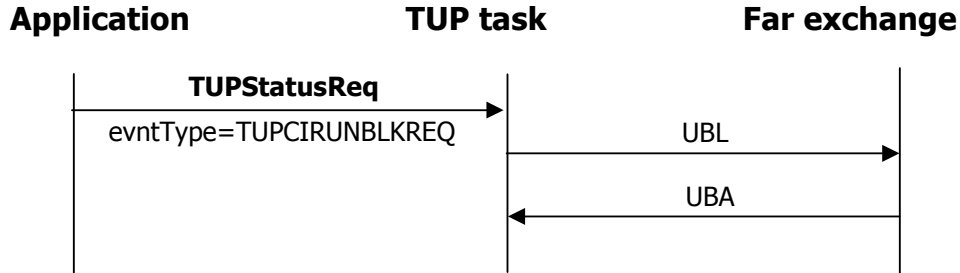 Application TUP task Far exchange
TUPStatusReq
evntType=TUPCIRUNBLKREQ
UBL
UBA